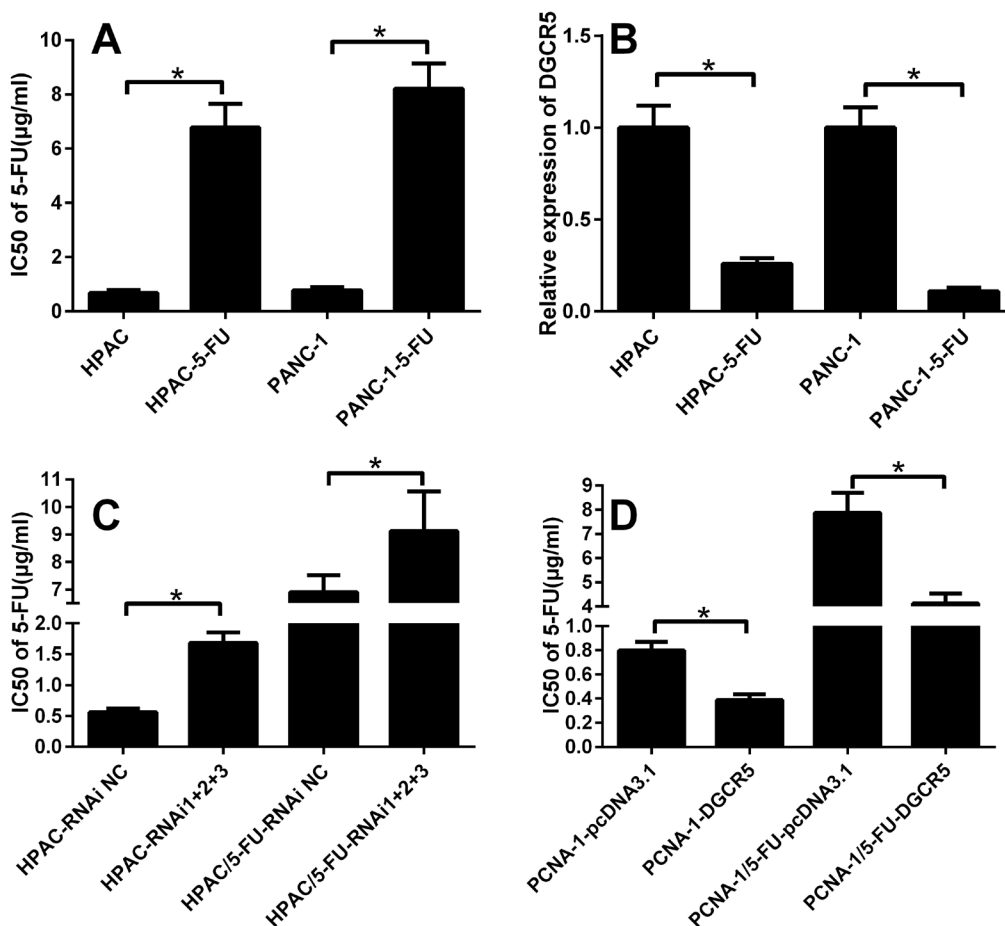 A
IC50 of 5-FU(μg/ml)
10
8
6
4
2
0
*
*
HPAC
HPAC-5-FU
PANC-1
PANC-1-5-FU
B
Relative expression of DGCR5
1.5
1.0
0.5
0.0
*
*
HPAC
HPAC-5-FU
PANC-1
PANC-1-5-FU
C
IC50 of 5-FU(μg/ml)
11
10
9
8
7
2.0
1.5
1.0
0.5
0.0
*
*
HPAC-RNAi NC
HPAC-RNAi1+2+3
HPAC/5-FU-RNAi NC
HPAC/5-FU-RNAi1+2+3
D
IC50 of 5-FU(μg/ml)
9
8
7
6
5
4
0.8
0.6
0.4
0.2
0.0
*
*
PCNA-1-pcDNA3.1
PCNA-1-DGCR5
PCNA-1/5-FU-pcDNA3.1
PCNA-1/5-FU-DGCR5